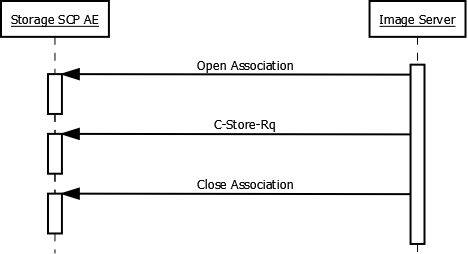 Storage SCP AE
Image Server
Open Association
C-Store-Rq
Close Association